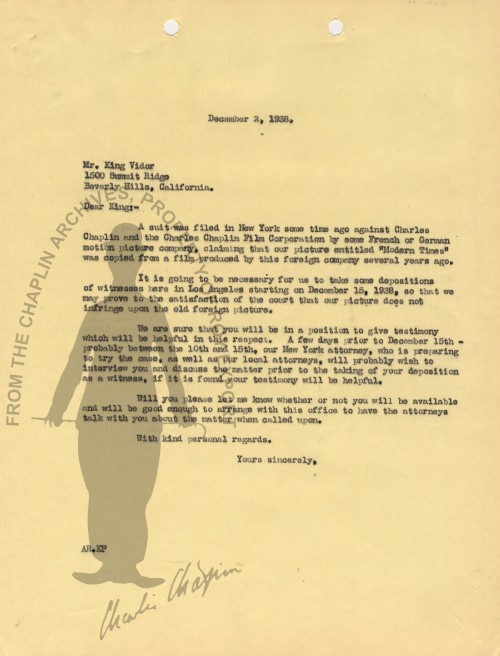 December 2, 1938.
Mr. King Vidor
1500 Summit Ridge
Beverly Hills, California.
Dear King:-
A suit was filed in New York some time ago against Charles
Chaplin and the Charles Chaplin Film Corporation by some French or German
motion picture company, claiming that our picture entitled "Modern Times"
was copied from a film produced by this foreign company several years ago.
It is going to be necessary for us to take some depositions
of witnesses here in Los Angeles starting on December 15, 1938, so that we
may prove to the satisfaction of the court that our picture does not
infringe upon the old foreign picture.
We are sure that you will be in a position to give testimony
which will be helpful in this respect. A few days prior to December 15th -
probably between the 10th and 15th, our New York attorney, who is preparing
to try the case, as well as our local attorneys, will probably wish to
interview you and discuss the matter prior to the taking of your deposition
as a witness, if it is found your testimony will be helpful.
Will you please let me know whether or not you will be available
and will be good enough to arrange with this office to have the attorneys
talk with you about the matter when called upon.
With kind personal regards.
Yours sincerely,
AR.EP
FROM THE CHAPLIN ARCHIVES,
Charlie Chaplin